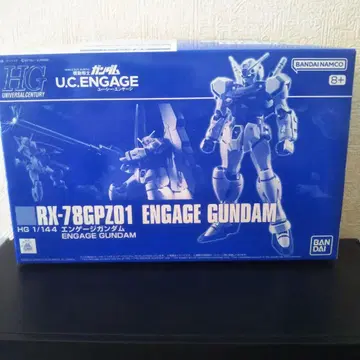 HG
UNIVERSAL CENTURY
機動戦士ガンダム
U.C. ENGAGE
ユーシーエンゲージ
BANDAI NAMCO
8+
RX-78GPZ01 ENGAGE GUNDAM
HG 1/144 エンゲージガンダム
ENGAGE GUNDAM
BAN
DAI